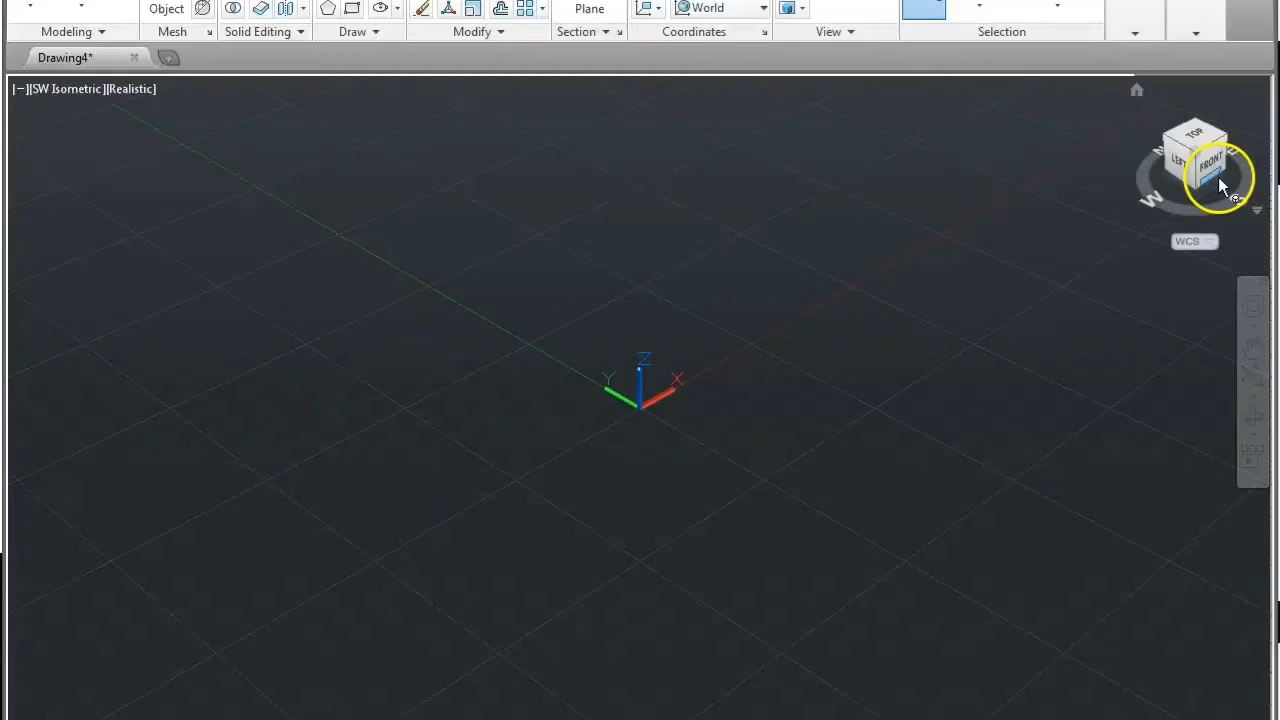 Object
Plane
World
Modeling
Mesh
Solid Editing
Draw
Modify
Section
Coordinates
View
Selection
Drawing4*
[−][SW Isometric][Realistic]
TOP
LEFT
FRONT
W
WCS
Z
Y
X